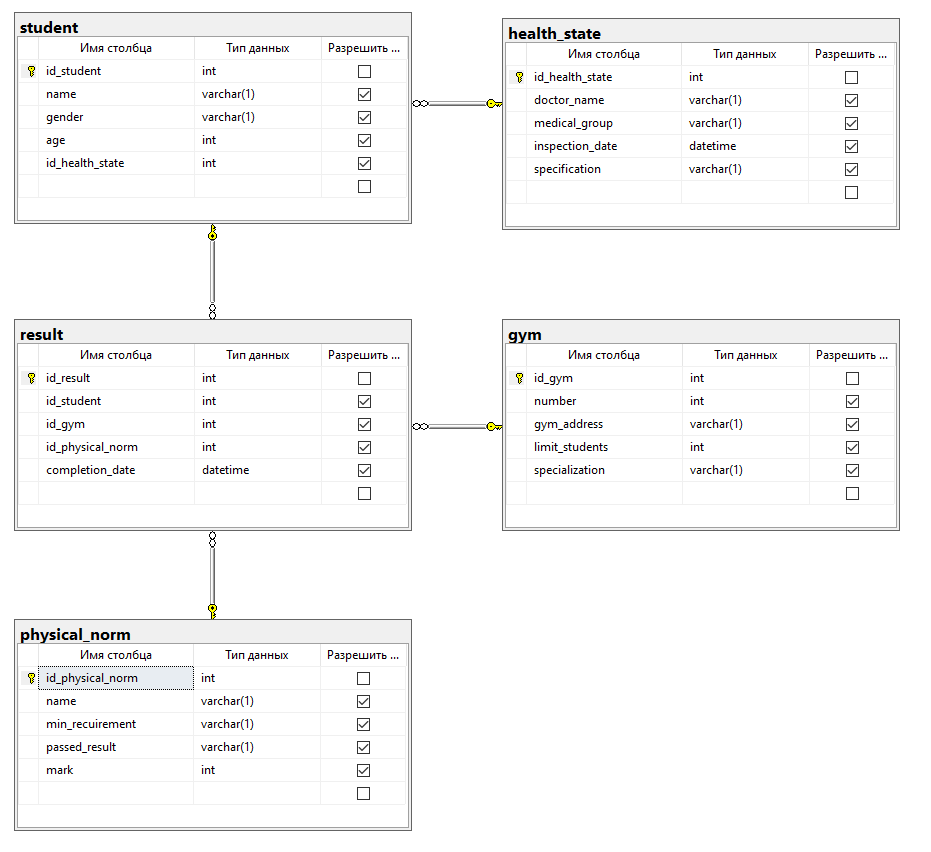 student
Имя столбца Тип данных Разрешить ...
id_student int
name varchar(1)
gender varchar(1)
age int
id_health_state int
health_state
Имя столбца Тип данных Разрешить ...
id_health_state int
doctor_name varchar(1)
medical_group varchar(1)
inspection_date datetime
specification varchar(1)
result
Имя столбца Тип данных Разрешить ...
id_result int
id_student int
id_gym int
id_physical_norm int
completion_date datetime
gym
Имя столбца Тип данных Разрешить ...
id_gym int
number int
gym_address varchar(1)
limit_students int
specialization varchar(1)
physical_norm
Имя столбца Тип данных Разрешить ...
id_physical_norm int
name varchar(1)
min_recuirement varchar(1)
passed_result varchar(1)
mark int